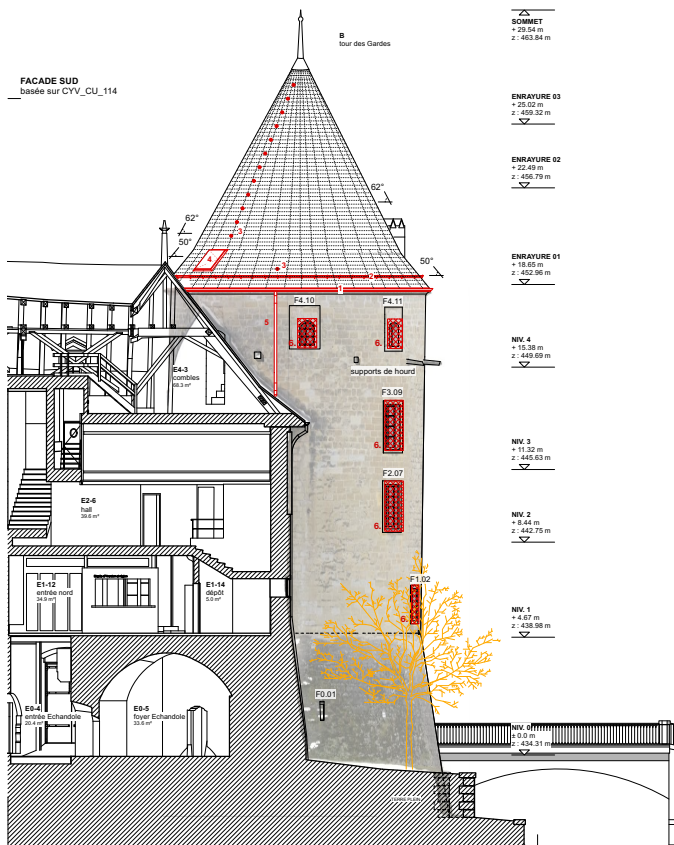 B
tour des Gardes
FACADE SUD
basée sur CYV_CU_114
SOMMET
+ 29.54 m
z : 463.84 m
ENRAYURE 03
+ 25.02 m
z : 459.32 m
ENRAYURE 02
+ 22.49 m
z : 456.79 m
ENRAYURE 01
+ 18.65 m
z : 452.96 m
NIV. 4
+ 15.38 m
z : 449.69 m
NIV. 3
+ 11.32 m
z : 445.63 m
NIV. 2
+ 8.44 m
z : 442.75 m
NIV. 1
+ 4.67 m
z : 438.98 m
NIV. 0
± 0.0 m
z : 434.31 m
62°
62°
50°
50°
3
4
3
2
1
F4.10
F4.11
5
6.
6.
supports de hourd
E4-3
combles
68.3 m²
F3.09
6.
F2.07
6.
E2-6
hall
39.6 m²
F1.02
6.
E1-12
entrée nord
34.9 m²
E1-14
dépôt
5.0 m²
F0.01
E0-4
entrée Echandole
20.4 m²
E0-5
foyer Echandole
33.6 m²